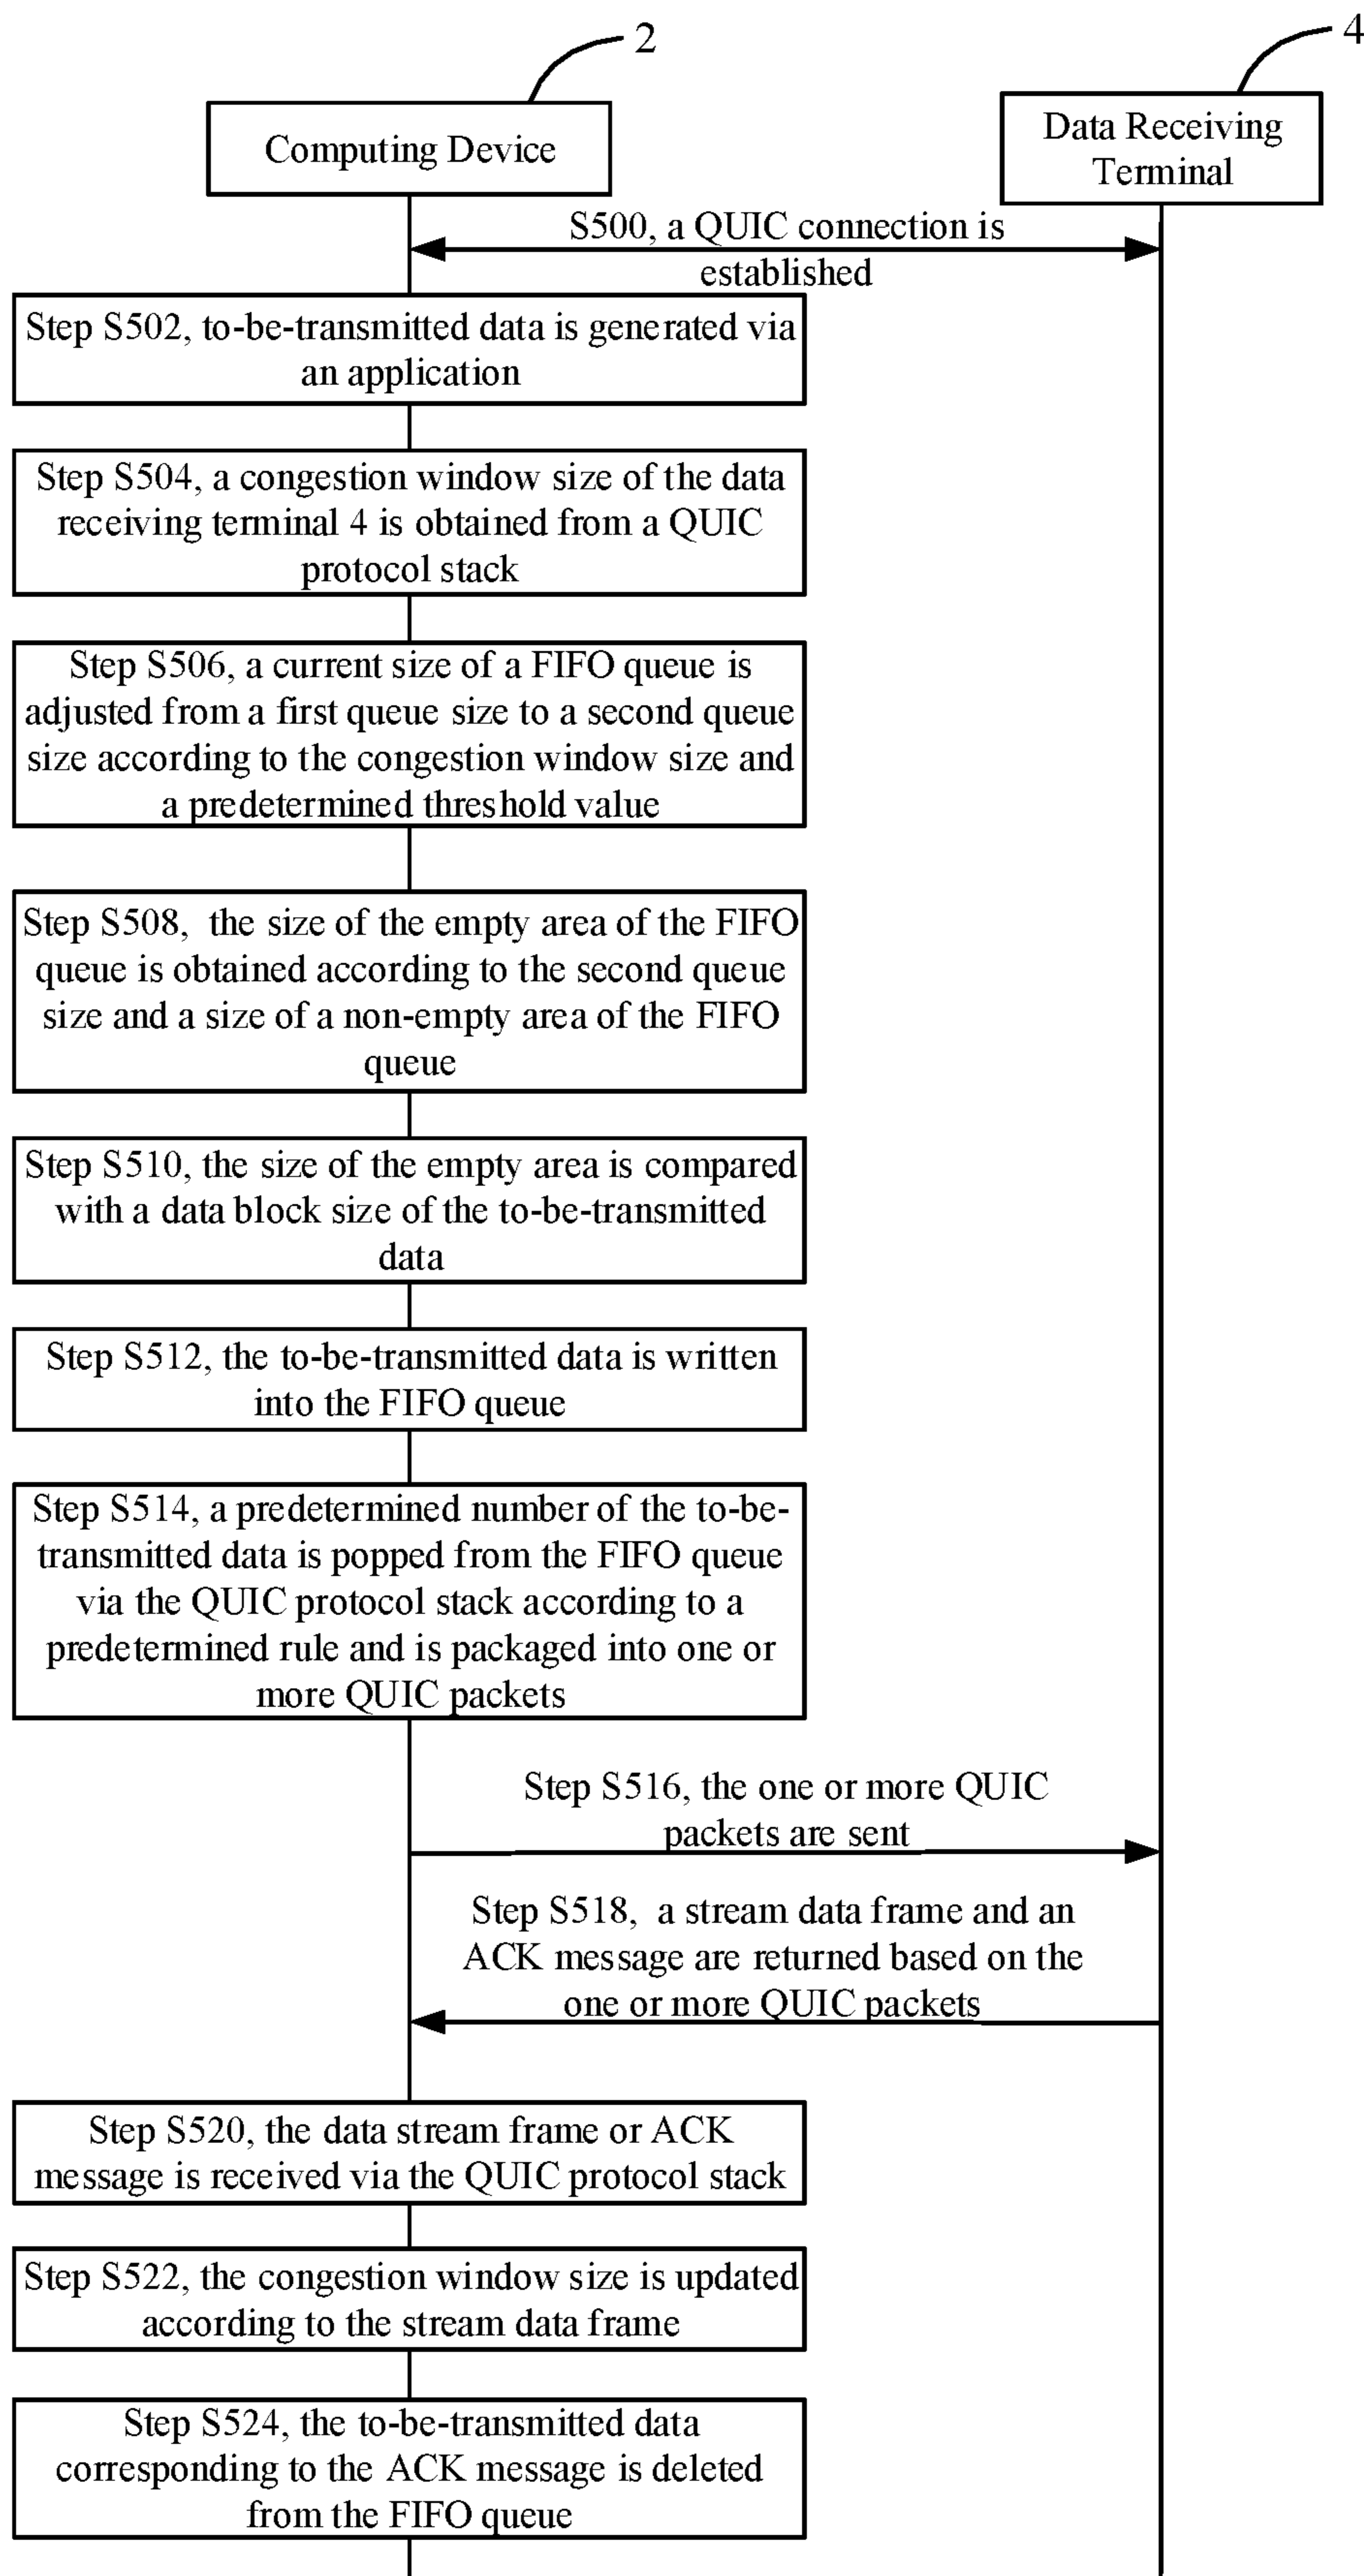 2
4
Computing Device
Data Receiving
Terminal
S500, a QUIC connection is
established
Step S502, to-be-transmitted data is generated via
an application
Step S504, a congestion window size of the data
receiving terminal 4 is obtained from a QUIC
protocol stack
Step S506, a current size of a FIFO queue is
adjusted from a first queue size to a second queue
size according to the congestion window size and
a predetermined threshold value
Step S508, the size of the empty area of the FIFO
queue is obtained according to the second queue
size and a size of a non-empty area of the FIFO
queue
Step S510, the size of the empty area is compared
with a data block size of the to-be-transmitted
data
Step S512, the to-be-transmitted data is written
into the FIFO queue
Step S514, a predetermined number of the to-be-
transmitted data is popped from the FIFO queue
via the QUIC protocol stack according to a
predetermined rule and is packaged into one or
more QUIC packets
Step S516, the one or more QUIC
packets are sent
Step S518, a stream data frame and an
ACK message are returned based on the
one or more QUIC packets
Step S520, the data stream frame or ACK
message is received via the QUIC protocol stack
Step S522, the congestion window size is updated
according to the stream data frame
Step S524, the to-be-transmitted data
corresponding to the ACK message is deleted
from the FIFO queue